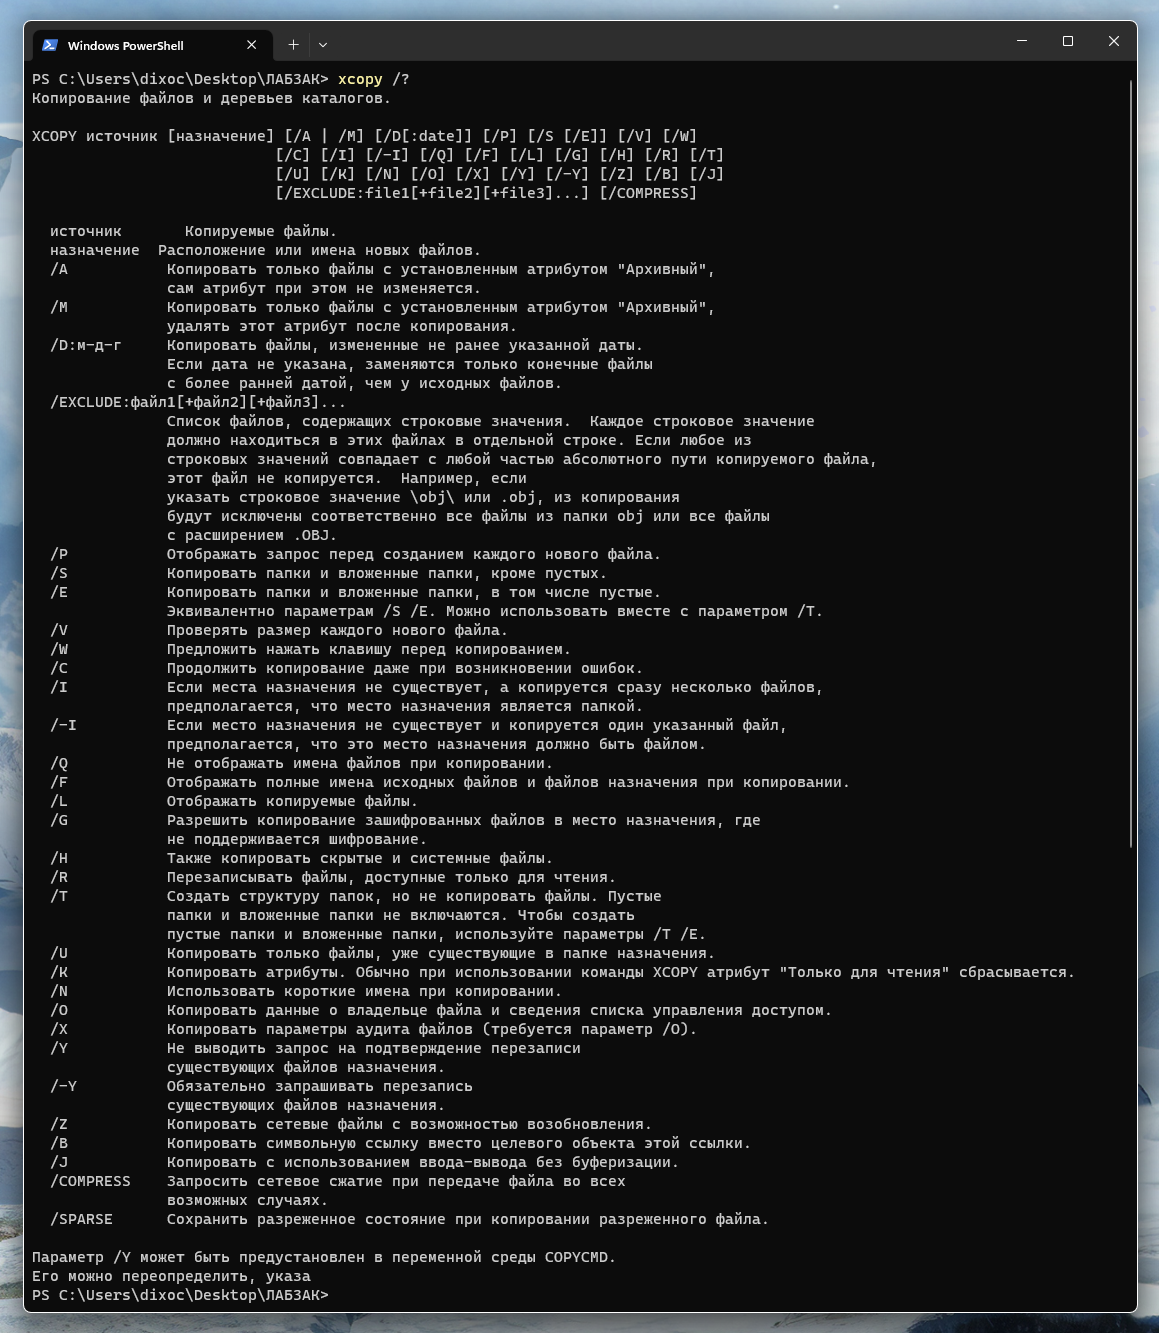 Windows PowerShell
PS C:\Users\dixoc\Desktop\ЛАБЗАК> xcopy /?
Копирование файлов и деревьев каталогов.
XCOPY источник [назначение] [/A | /M] [/D[:date]] [/P] [/S [/E]] [/V] [/W]
[/C] [/I] [/-I] [/Q] [/F] [/L] [/G] [/H] [/R] [/T]
[/U] [/K] [/N] [/O] [/X] [/Y] [/-Y] [/Z] [/B] [/J]
[/EXCLUDE:file1[+file2][+file3]...] [/COMPRESS]
источник Копируемые файлы.
назначение Расположение или имена новых файлов.
/A Копировать только файлы с установленным атрибутом "Архивный",
сам атрибут при этом не изменяется.
/M Копировать только файлы с установленным атрибутом "Архивный",
удалять этот атрибут после копирования.
/D:м-д-г Копировать файлы, измененные не ранее указанной даты.
Если дата не указана, заменяются только конечные файлы
с более ранней датой, чем у исходных файлов.
/EXCLUDE:файл1[+файл2][+файл3]...
Список файлов, содержащих строковые значения. Каждое строковое значение
должно находиться в этих файлах в отдельной строке. Если любое из
строковых значений совпадает с любой частью абсолютного пути копируемого файла,
этот файл не копируется. Например, если
указать строковое значение \obj\ или .obj, из копирования
будут исключены соответственно все файлы из папки obj или все файлы
с расширением .OBJ.
/P Отображать запрос перед созданием каждого нового файла.
/S Копировать папки и вложенные папки, кроме пустых.
/E Копировать папки и вложенные папки, в том числе пустые.
Эквивалентно параметрам /S /E. Можно использовать вместе с параметром /T.
/V Проверять размер каждого нового файла.
/W Предложить нажать клавишу перед копированием.
/C Продолжить копирование даже при возникновении ошибок.
/I Если места назначения не существует, а копируется сразу несколько файлов,
предполагается, что место назначения является папкой.
/-I Если место назначения не существует и копируется один указанный файл,
предполагается, что это место назначения должно быть файлом.
/Q Не отображать имена файлов при копировании.
/F Отображать полные имена исходных файлов и файлов назначения при копировании.
/L Отображать копируемые файлы.
/G Разрешить копирование зашифрованных файлов в место назначения, где
не поддерживается шифрование.
/H Также копировать скрытые и системные файлы.
/R Перезаписывать файлы, доступные только для чтения.
/T Создать структуру папок, но не копировать файлы. Пустые
папки и вложенные папки не включаются. Чтобы создать
пустые папки и вложенные папки, используйте параметры /T /E.
/U Копировать только файлы, уже существующие в папке назначения.
/K Копировать атрибуты. Обычно при использовании команды XCOPY атрибут "Только для чтения" сбрасывается.
/N Использовать короткие имена при копировании.
/O Копировать данные о владельце файла и сведения списка управления доступом.
/X Копировать параметры аудита файлов (требуется параметр /O).
/Y Не выводить запрос на подтверждение перезаписи
существующих файлов назначения.
/-Y Обязательно запрашивать перезапись
существующих файлов назначения.
/Z Копировать сетевые файлы с возможностью возобновления.
/B Копировать символьную ссылку вместо целевого объекта этой ссылки.
/J Копировать с использованием ввода-вывода без буферизации.
/COMPRESS Запросить сетевое сжатие при передаче файла во всех
возможных случаях.
/SPARSE Сохранить разреженное состояние при копировании разреженного файла.
Параметр /Y может быть предустановлен в переменной среды COPYCMD.
Его можно переопределить, указа
PS C:\Users\dixoc\Desktop\ЛАБЗАК>